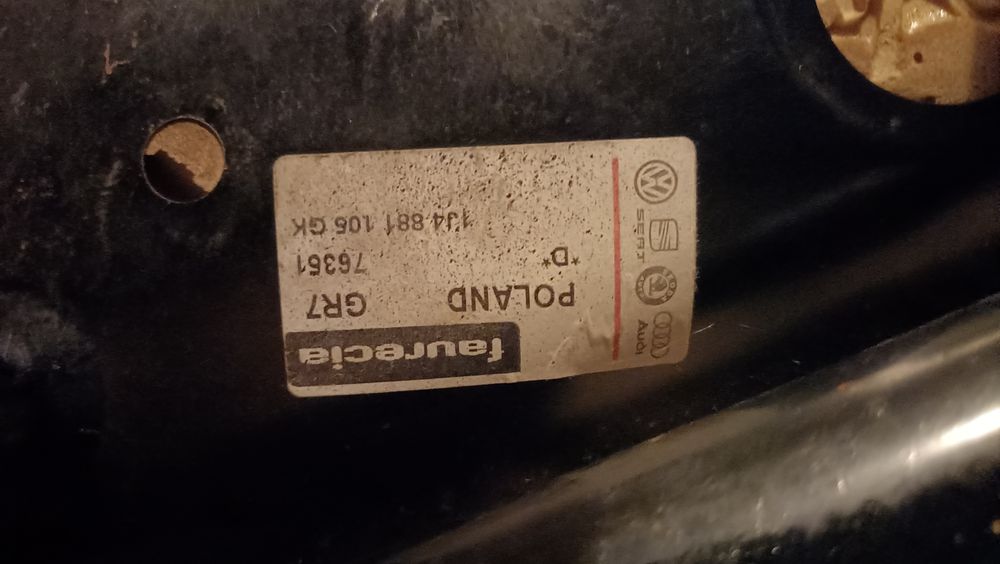 faurecia
POLAND GR7
*D* 76351
1J4 881 105 GK
Audi
SEAT